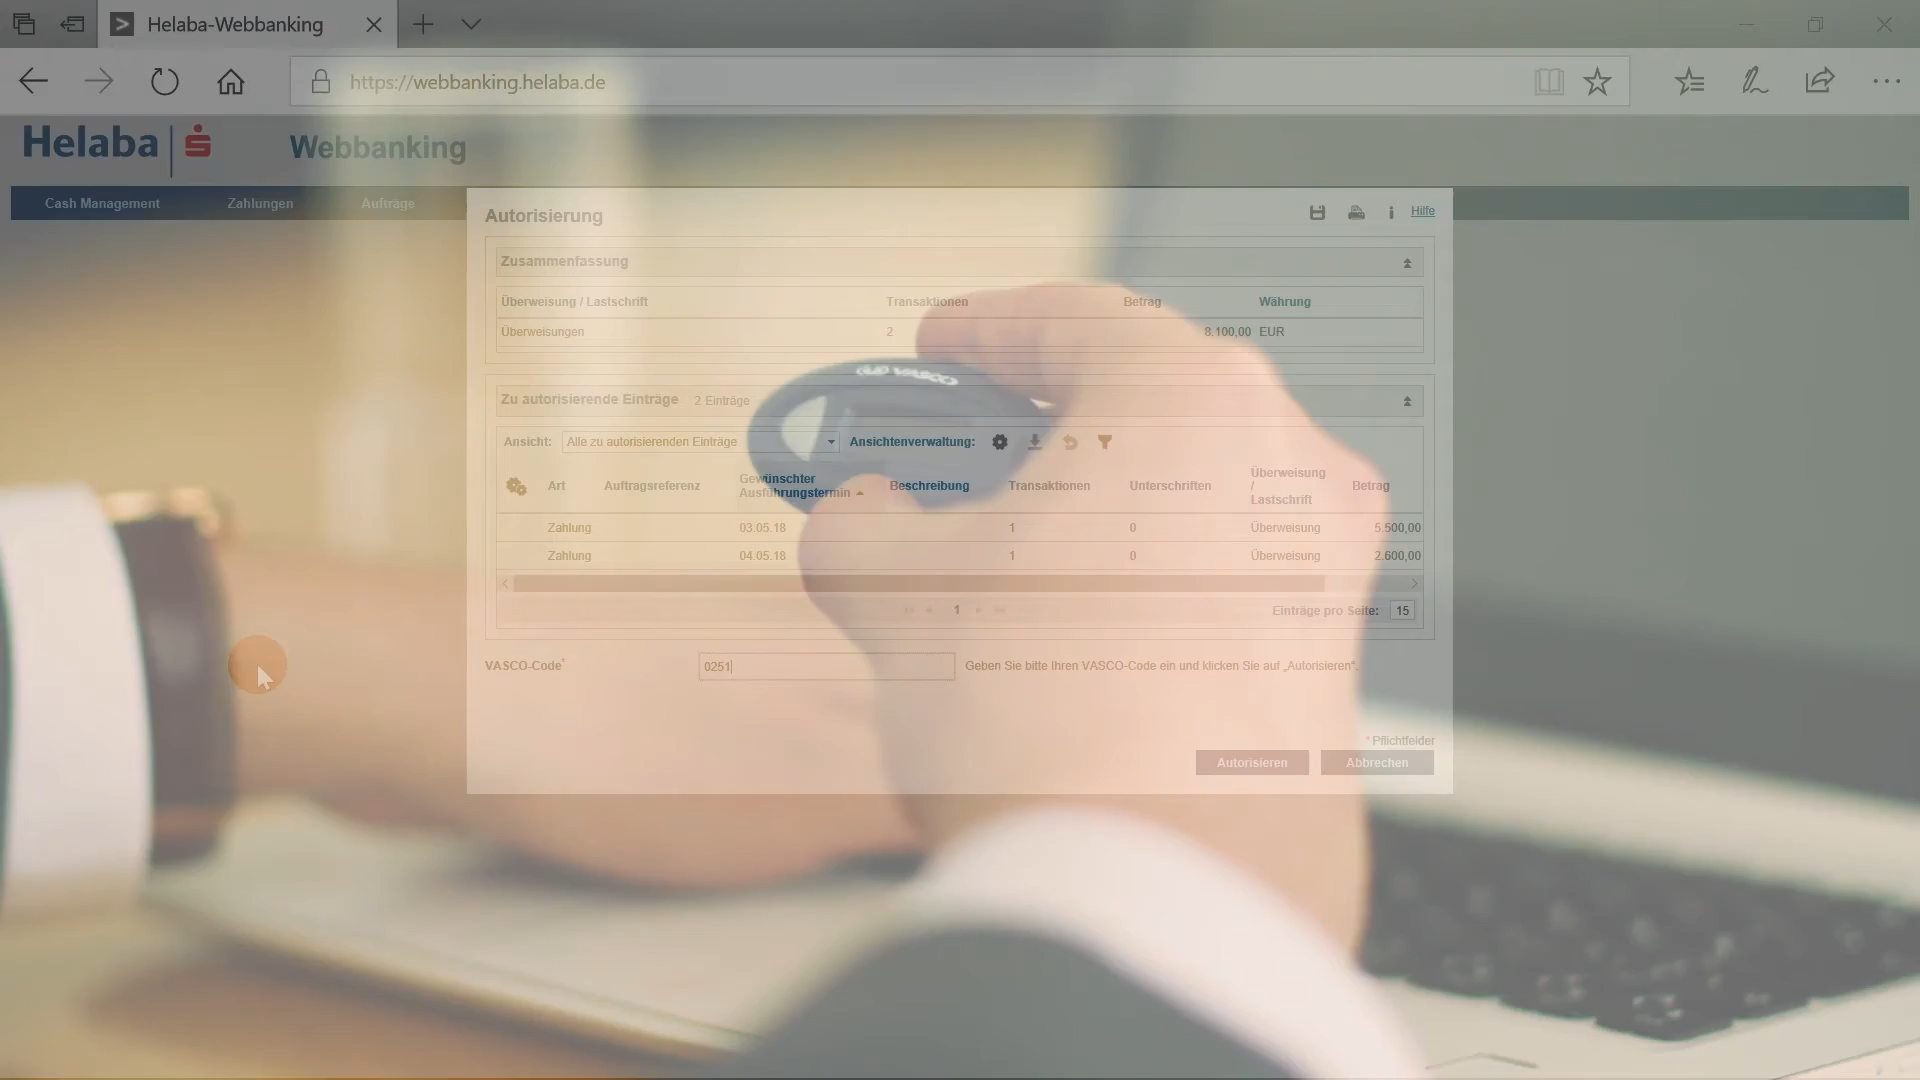 Helaba-Webbanking
https://webbanking.helaba.de
Helaba Webbanking
Cash Management Zahlungen Aufträge
Autorisierung Hilfe
Zusammenfassung
Überweisung / Lastschrift Transaktionen Betrag Währung
Überweisungen 2 8.100,00 EUR
VASCO
Zu autorisierende Einträge 2 Einträge
Ansicht: Alle zu autorisierenden Einträge Ansichtenverwaltung:
Art Auftragsreferenz Gewünschter Ausführungstermin Beschreibung Transaktionen Unterschriften Überweisung / Lastschrift Betrag
Zahlung 03.05.18 1 0 Überweisung 5.500,00
Zahlung 04.05.18 1 0 Überweisung 2.600,00
1 Einträge pro Seite: 15
VASCO-Code* 0251 Geben Sie bitte Ihren VASCO-Code ein und klicken Sie auf „Autorisieren“.
* Pflichtfelder
Autorisieren Abbrechen